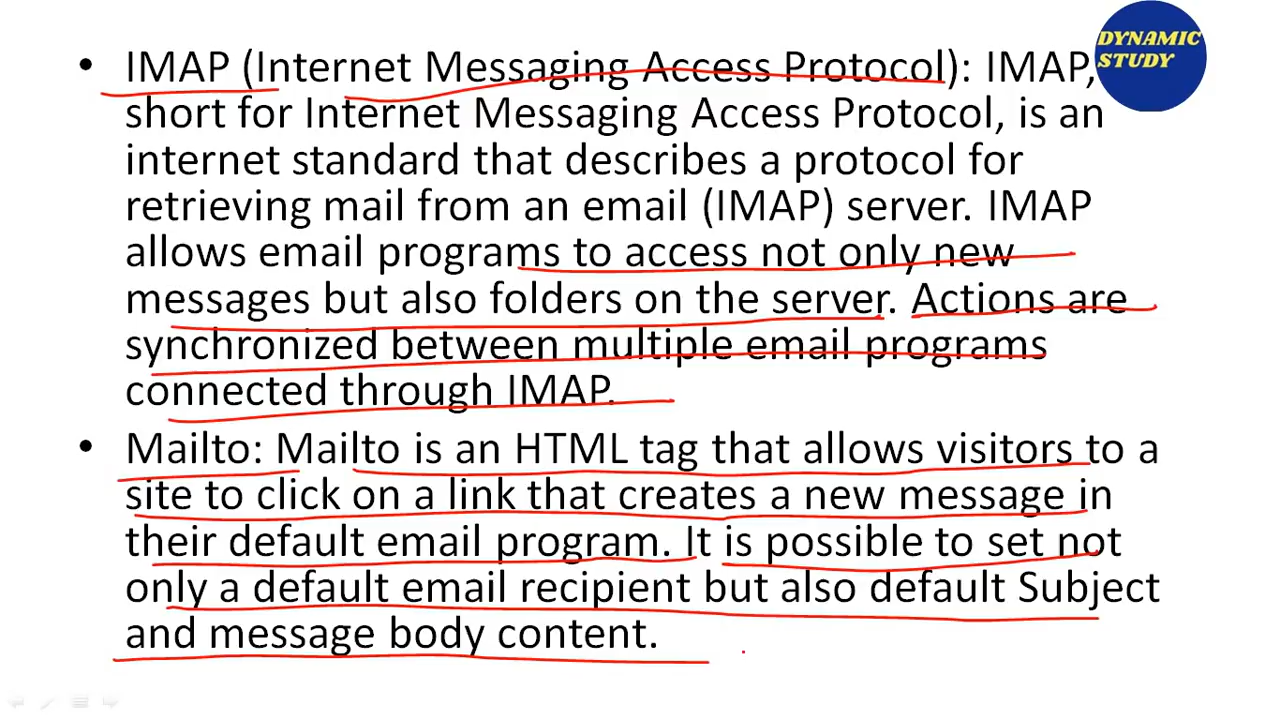 DYNAMIC
STUDY
• IMAP (Internet Messaging Access Protocol): IMAP,
short for Internet Messaging Access Protocol, is an
internet standard that describes a protocol for
retrieving mail from an email (IMAP) server. IMAP
allows email programs to access not only new
messages but also folders on the server. Actions are
synchronized between multiple email programs
connected through IMAP.
• Mailto: Mailto is an HTML tag that allows visitors to a
site to click on a link that creates a new message in
their default email program. It is possible to set not
only a default email recipient but also default Subject
and message body content.